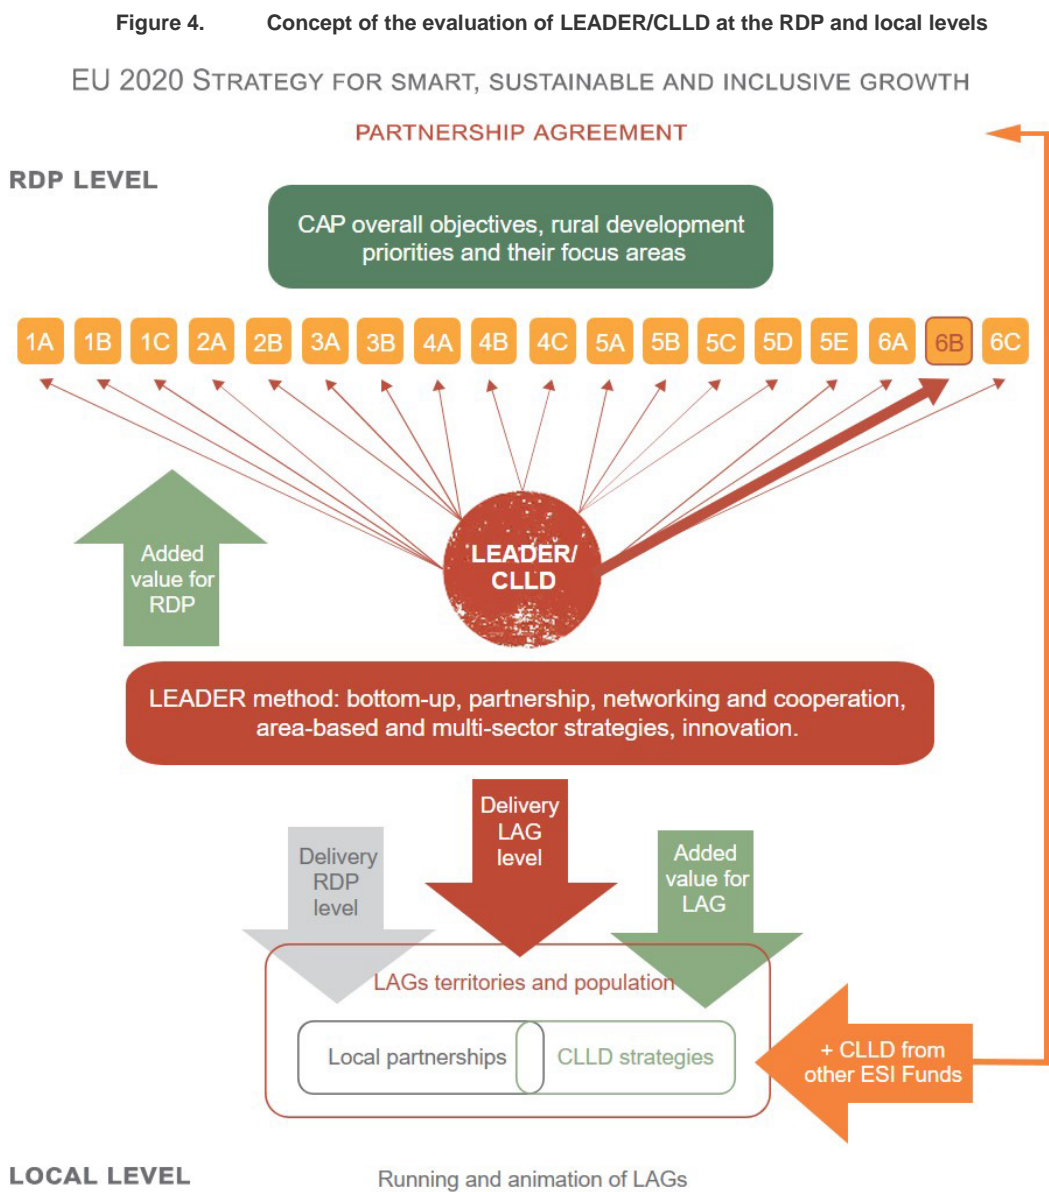 Figure 4. Concept of the evaluation of LEADER/CLLD at the RDP and local levels
EU 2020 STRATEGY FOR SMART, SUSTAINABLE AND INCLUSIVE GROWTH
PARTNERSHIP AGREEMENT
RDP LEVEL
CAP overall objectives, rural development
priorities and their focus areas
1A 1B 1C 2A 2B 3A 3B 4A 4B 4C 5A 5B 5C 5D 5E 6A 6B 6C
Added
value for
RDP
LEADER/
CLLD
LEADER method: bottom-up, partnership, networking and cooperation,
area-based and multi-sector strategies, innovation.
Delivery
RDP
level
Delivery
LAG
level
Added
value for
LAG
LAGs territories and population
Local partnerships
CLLD strategies
+ CLLD from
other ESI Funds
LOCAL LEVEL
Running and animation of LAGs